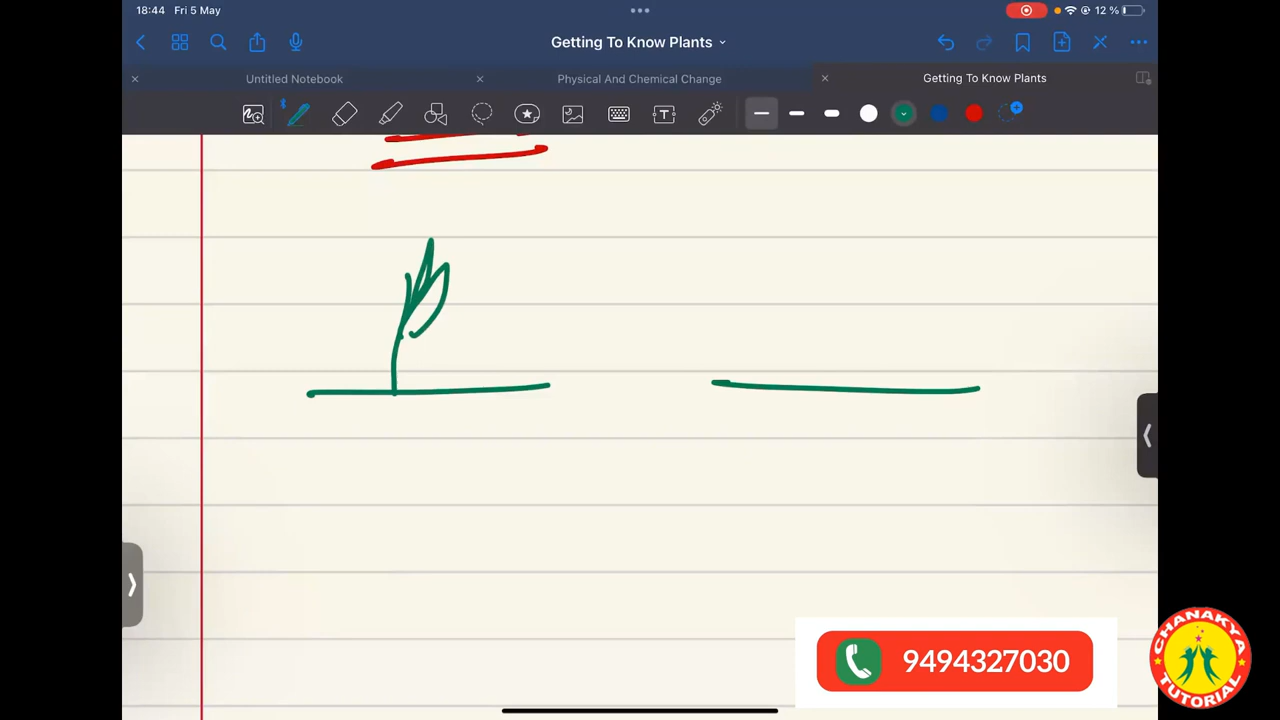 18:44 Fri 5 May
12 %
Getting To Know Plants
Untitled Notebook
Physical And Chemical Change
Getting To Know Plants
T
9494327030
CHANAKYA
TUTORIAL